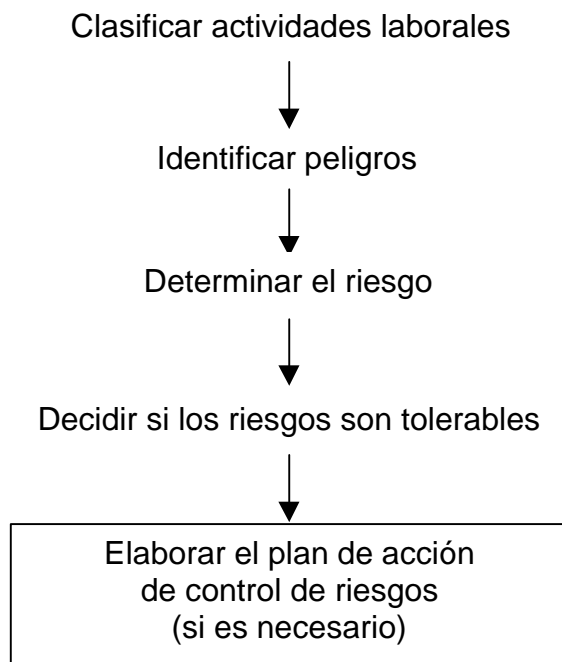 Clasificar actividades laborales
Identificar peligros
Determinar el riesgo
Decidir si los riesgos son tolerables
Elaborar el plan de acción
de control de riesgos
(si es necesario)